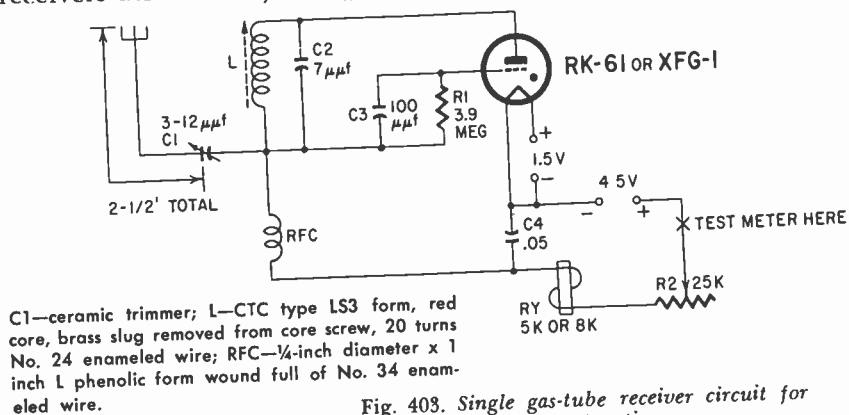 L
C2
7µµf
RK-61 OR XFG-1
C3
100
µµf
R1
3.9
MEG
3-12µµf
C1
+
1.5V
−
2-1/2' TOTAL
RFC
C4
.05
4 5V
−
+
TEST METER HERE
RY
5K OR 8K
R2
25K
C1—ceramic trimmer; L—CTC type LS3 form, red
core, brass slug removed from core screw, 20 turns
No. 24 enameled wire; RFC—¼-inch diameter x 1
inch L phenolic form wound full of No. 34 enam-
eled wire.
Fig. 403. Single gas-tube receiver circuit for